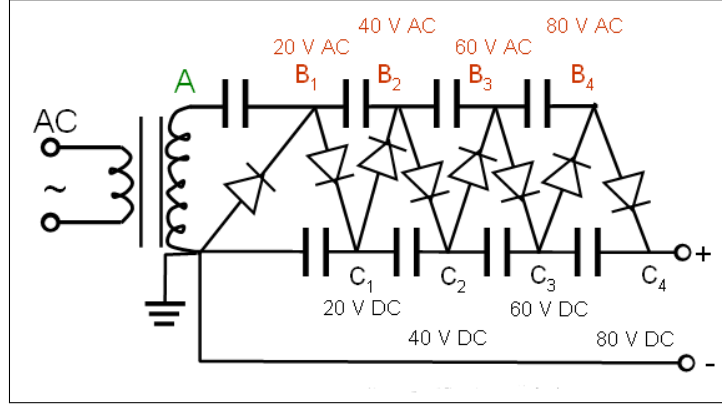 40 V AC
80 V AC
20 V AC
60 V AC
A
B1
B2
B3
B4
AC
~
+
C1
C2
C3
C4
20 V DC
60 V DC
40 V DC
80 V DC
-